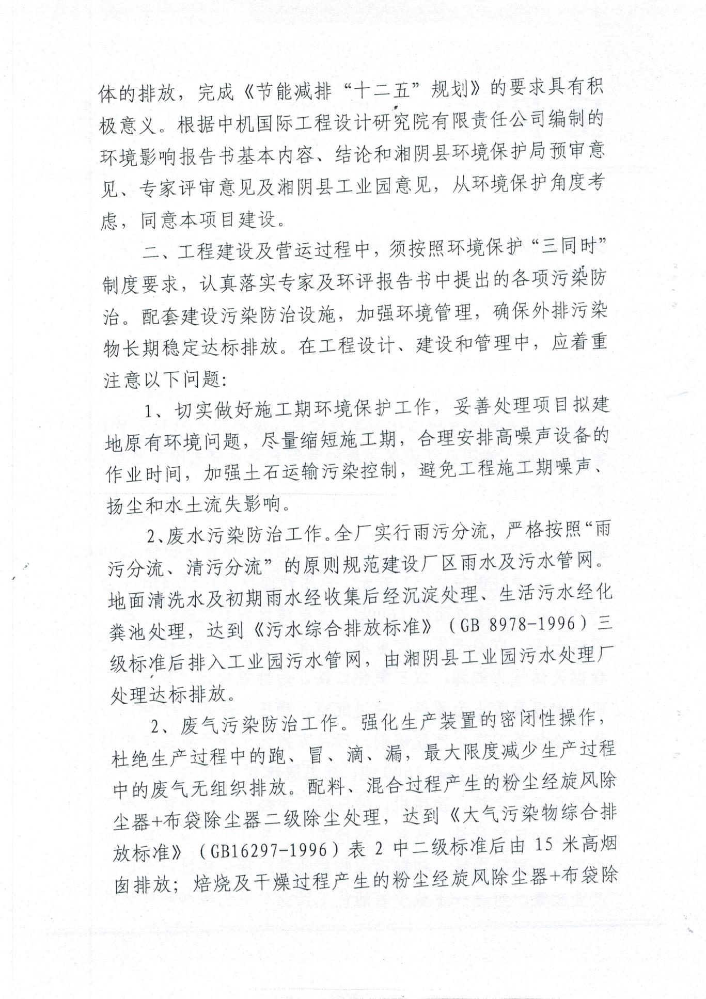 体的排放，完成《节能减排“十二五”规划》的要求具有积
极意义。根据中机国际工程设计研究院有限责任公司编制的
环境影响报告书基本内容、结论和湘阴县环境保护局预审意
见、专家评审意见及湘阴县工业园意见，从环境保护角度考
虑，同意本项目建设。
二、工程建设及营运过程中，须按照环境保护“三同时”
制度要求，认真落实专家及环评报告书中提出的各项污染防
治。配套建设污染防治设施，加强环境管理，确保外排污染
物长期稳定达标排放。在工程设计、建设和管理中，应着重
注意以下问题：
1、切实做好施工期环境保护工作，妥善处理项目拟建
地原有环境问题，尽量缩短施工期，合理安排高噪声设备的
作业时间，加强土石运输污染控制，避免工程施工期噪声、
扬尘和水土流失影响。
2、废水污染防治工作。全厂实行雨污分流，严格按照“雨
污分流、清污分流”的原则规范建设厂区雨水及污水管网。
地面清洗水及初期雨水经收集后经沉淀处理、生活污水经化
粪池处理，达到《污水综合排放标准》（GB 8978-1996）三
级标准后排入工业园污水管网，由湘阴县工业园污水处理厂
处理达标排放。
2、废气污染防治工作。强化生产装置的密闭性操作，
杜绝生产过程中的跑、冒、滴、漏，最大限度减少生产过程
中的废气无组织排放。配料、混合过程产生的粉尘经旋风除
尘器+布袋除尘器二级除尘处理，达到《大气污染物综合排
放标准》（GB16297-1996）表 2 中二级标准后由 15 米高烟
囱排放；焙烧及干燥过程产生的粉尘经旋风除尘器+布袋除